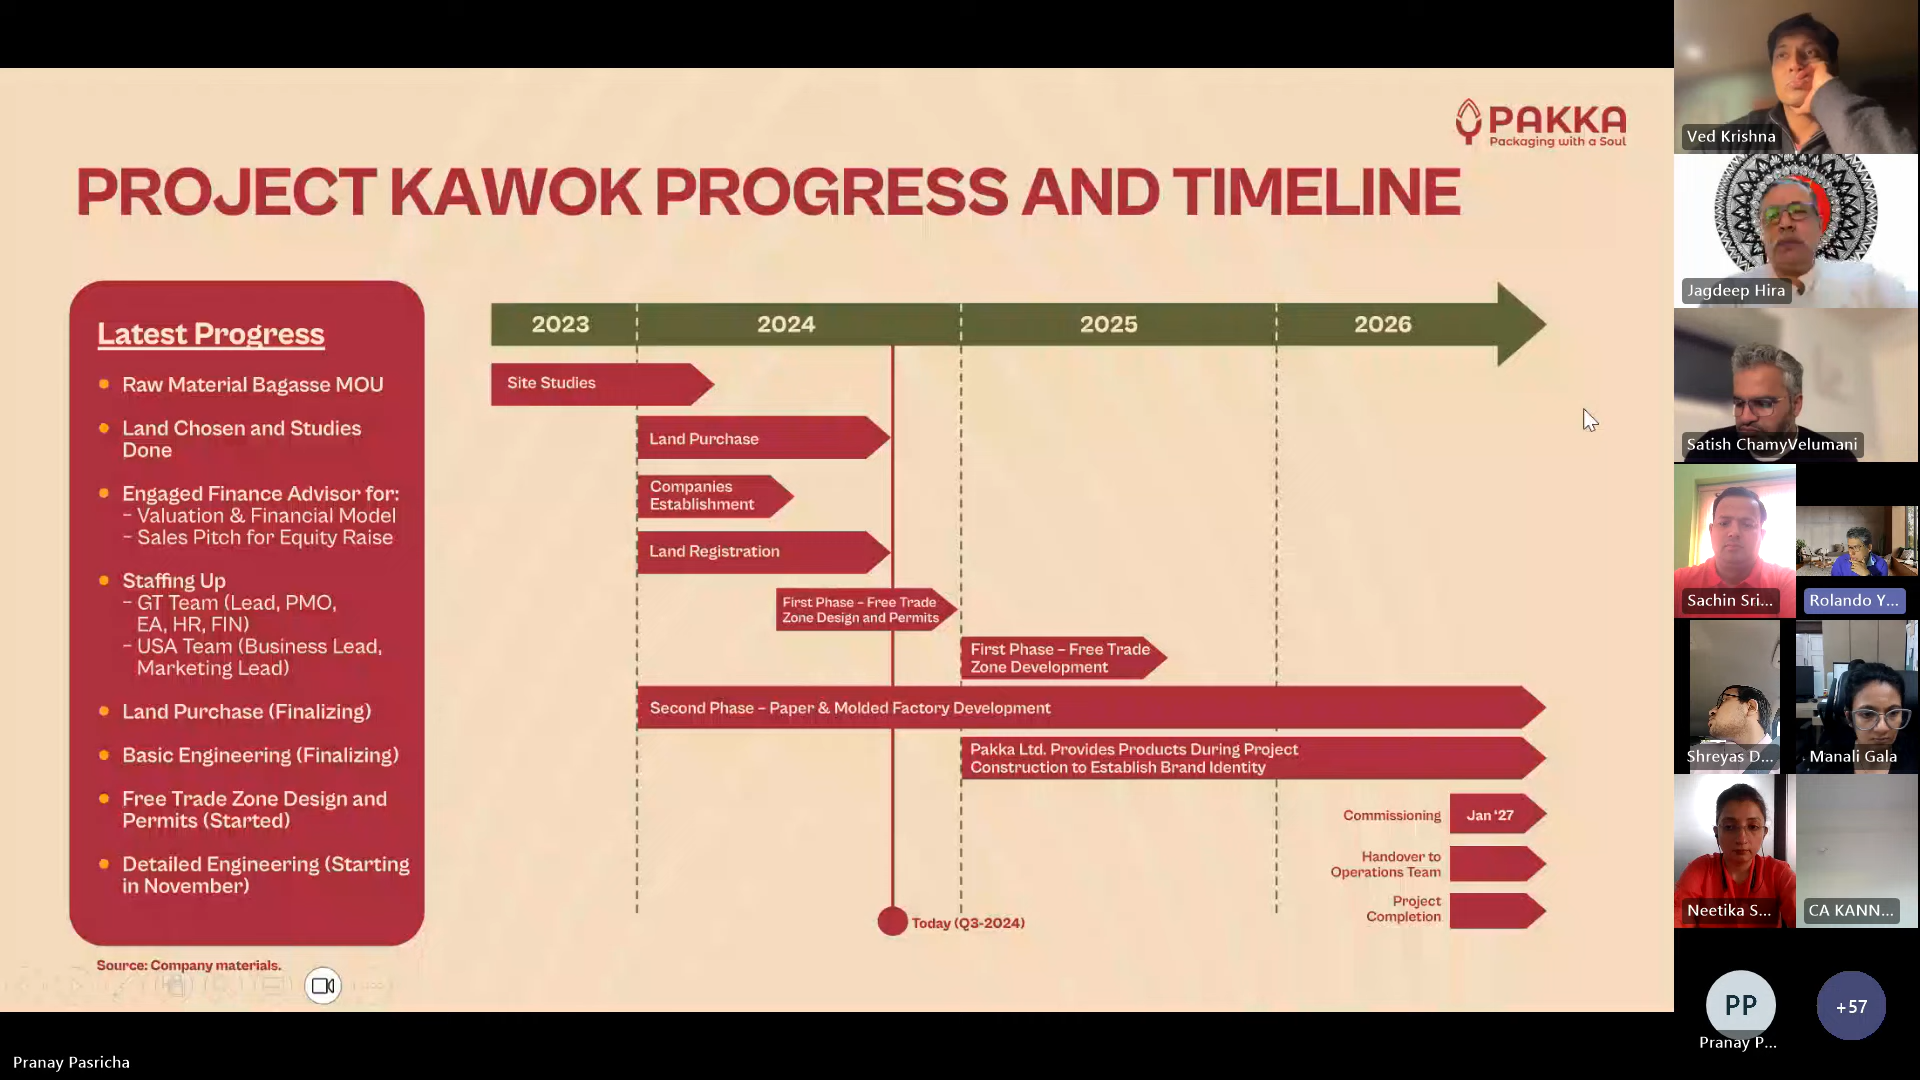 PAKKA
Packaging with a Soul
PROJECT KAWOK PROGRESS AND TIMELINE
Latest Progress
Raw Material Bagasse MOU
Land Chosen and Studies
Done
Engaged Finance Advisor for:
– Valuation & Financial Model
– Sales Pitch for Equity Raise
Staffing Up
– GT Team (Lead, PMO,
EA, HR, FIN)
– USA Team (Business Lead,
Marketing Lead)
Land Purchase (Finalizing)
Basic Engineering (Finalizing)
Free Trade Zone Design and
Permits (Started)
Detailed Engineering (Starting
in November)
Source: Company materials.
2023 2024 2025 2026
Site Studies
Land Purchase
Companies
Establishment
Land Registration
First Phase – Free Trade
Zone Design and Permits
First Phase – Free Trade
Zone Development
Second Phase – Paper & Molded Factory Development
Pakka Ltd. Provides Products During Project
Construction to Establish Brand Identity
Commissioning Jan '27
Handover to
Operations Team
Project
Completion
Today (Q3-2024)
Ved Krishna
Jagdeep Hira
Satish ChamyVelumani
Sachin Sri...
Rolando Y...
Shreyas D...
Manali Gala
Neetika S...
CA KANN...
PP
+57
Pranay P...
Pranay Pasricha